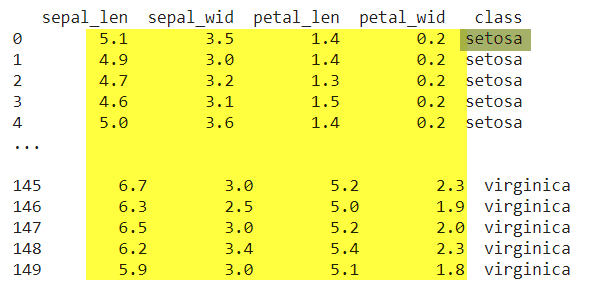 sepal_len sepal_wid petal_len petal_wid class
0 5.1 3.5 1.4 0.2 setosa
1 4.9 3.0 1.4 0.2 setosa
2 4.7 3.2 1.3 0.2 setosa
3 4.6 3.1 1.5 0.2 setosa
4 5.0 3.6 1.4 0.2 setosa
...
145 6.7 3.0 5.2 2.3 virginica
146 6.3 2.5 5.0 1.9 virginica
147 6.5 3.0 5.2 2.0 virginica
148 6.2 3.4 5.4 2.3 virginica
149 5.9 3.0 5.1 1.8 virginica